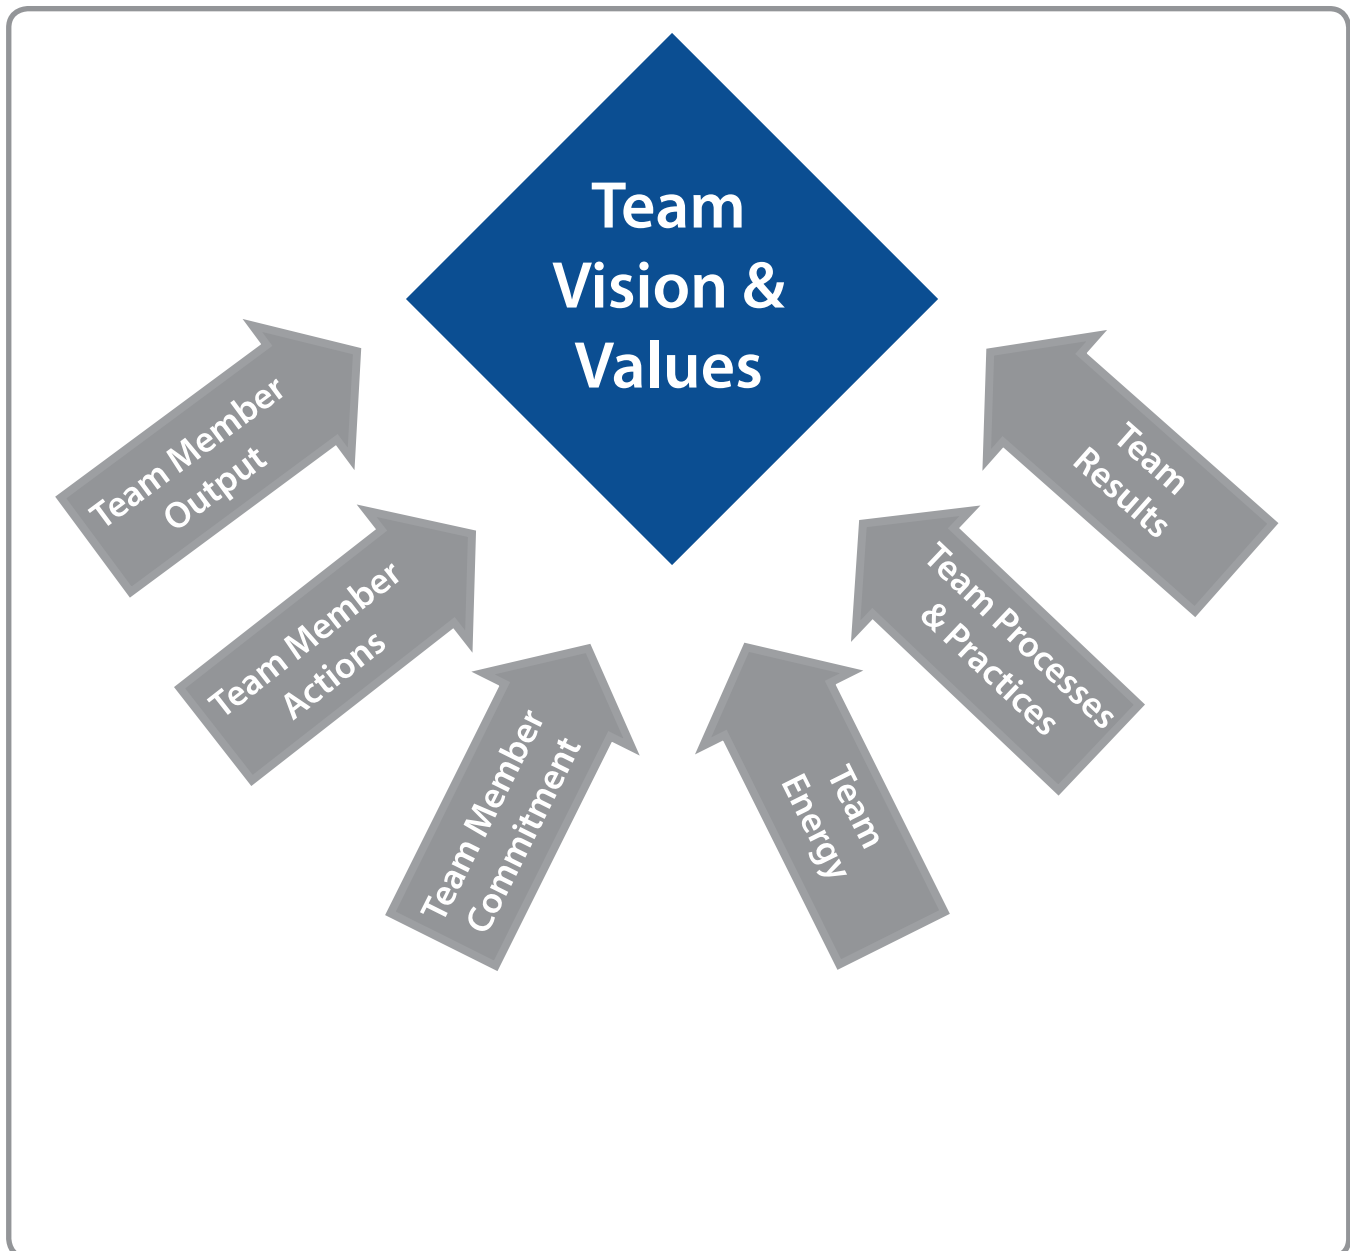 Team
Vision &
Values
Team Member
Output
Team Member
Actions
Team Member
Commitment
Team
Energy
Team Processes
& Practices
Team
Results